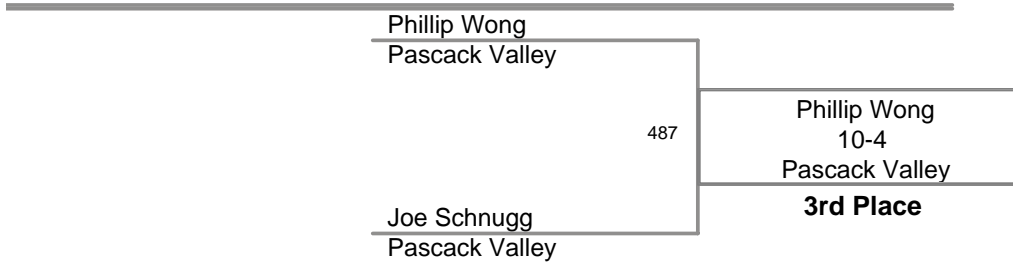 Phillip Wong
Pascack Valley
487
Phillip Wong
10-4
Pascack Valley
3rd Place
Joe Schnugg
Pascack Valley